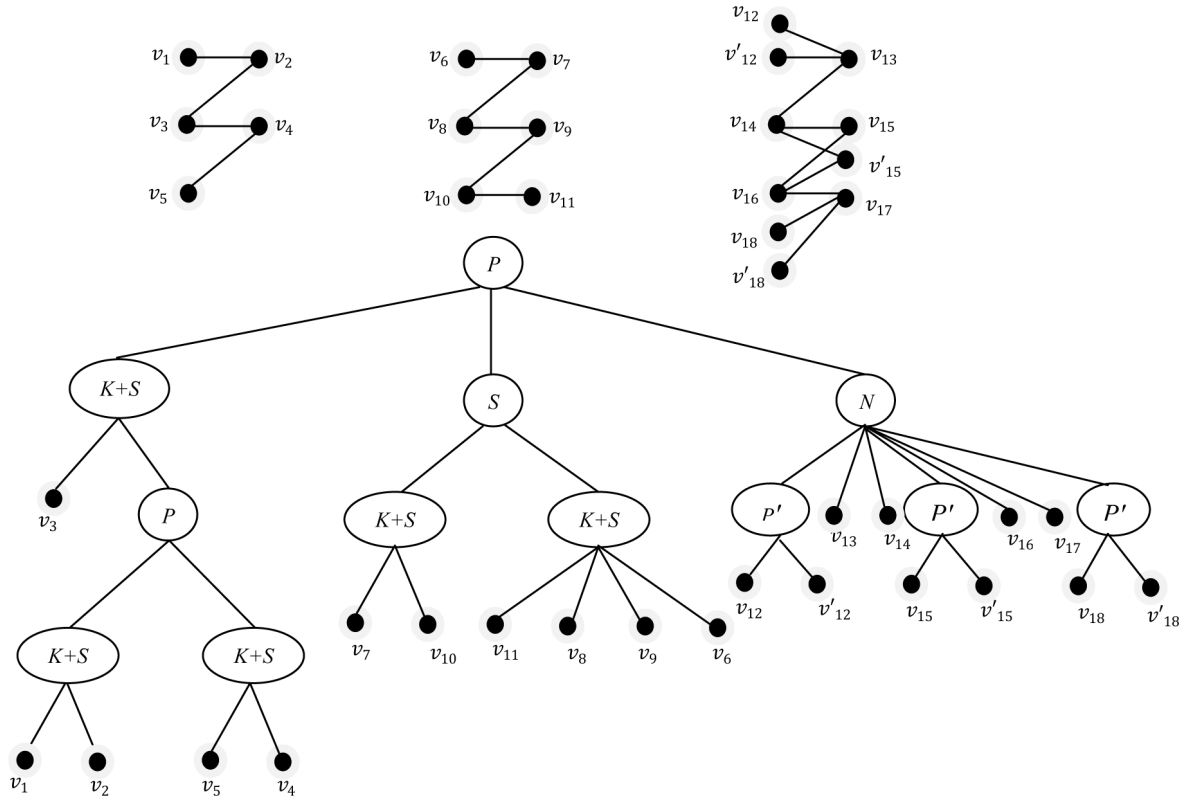 v₁₂
v₁ v₂ v₆ v₇ v'₁₂ v₁₃
v₃ v₄ v₈ v₉ v₁₄ v₁₅
v'₁₅
v₅ v₁₀ v₁₁ v₁₆ v₁₇
v₁₈
v'₁₈
P
K+S S N
v₃ P K+S K+S P' v₁₃ v₁₄ P' v₁₆ v₁₇ P'
v₁₂ v'₁₂ v₁₅ v'₁₅ v₁₈ v'₁₈
v₇ v₁₀ v₁₁ v₈ v₉ v₆
K+S K+S
v₁ v₂ v₅ v₄